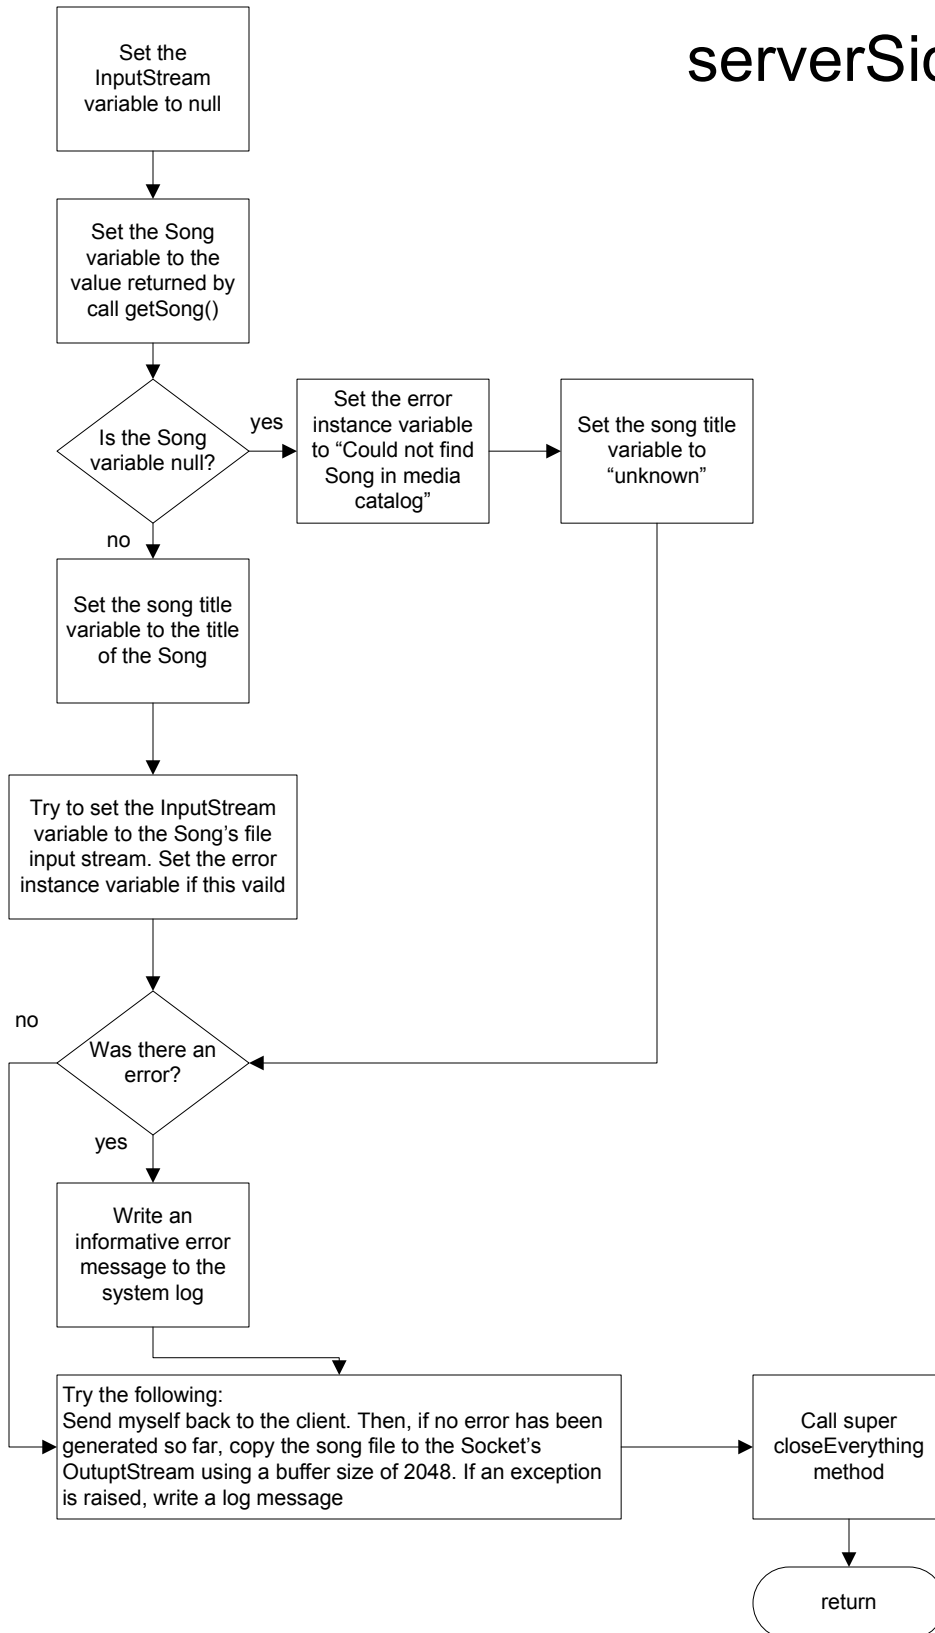 serverSic
Set the
InputStream
variable to null
Set the Song
variable to the
value returned by
call getSong()
Is the Song
variable null?
yes
Set the error
instance variable
to “Could not find
Song in media
catalog”
Set the song title
variable to
“unknown”
no
Set the song title
variable to the title
of the Song
Try to set the InputStream
variable to the Song’s file
input stream. Set the error
instance variable if this vaild
no
Was there an
error?
yes
Write an
informative error
message to the
system log
Try the following:
Send myself back to the client. Then, if no error has been
generated so far, copy the song file to the Socket’s
OutuptStream using a buffer size of 2048. If an exception
is raised, write a log message
Call super
closeEverything
method
return